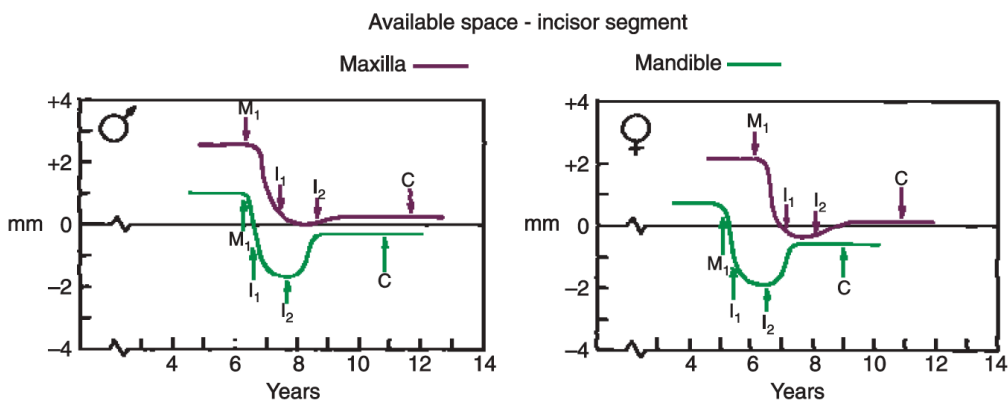 Available space - incisor segment
Maxilla Mandible
+4 +4
M₁ M₁
+2 +2
I₁ I₂ C I₁ I₂ C
mm 0 mm 0
M₁ M₁
I₁ C C
–2 I₂ –2 I₁ I₂
–4 –4
4 6 8 10 12 14 4 6 8 10 12 14
Years Years